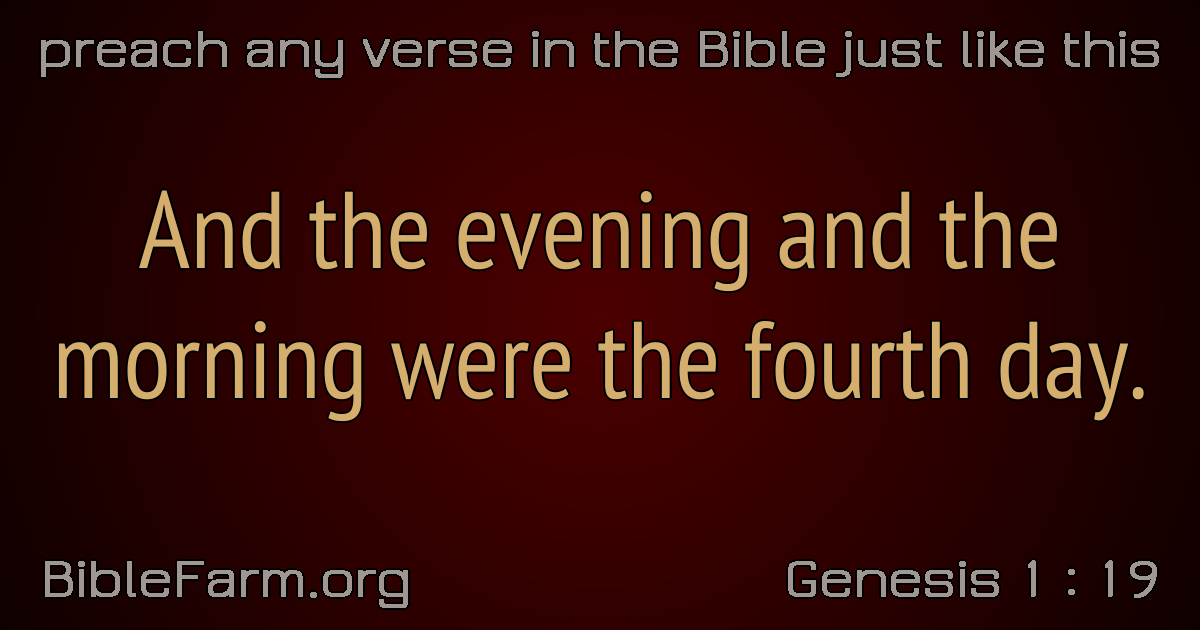 preach any verse in the Bible just like this
And the evening and the
morning were the fourth day.
BibleFarm.org
Genesis 1 : 19